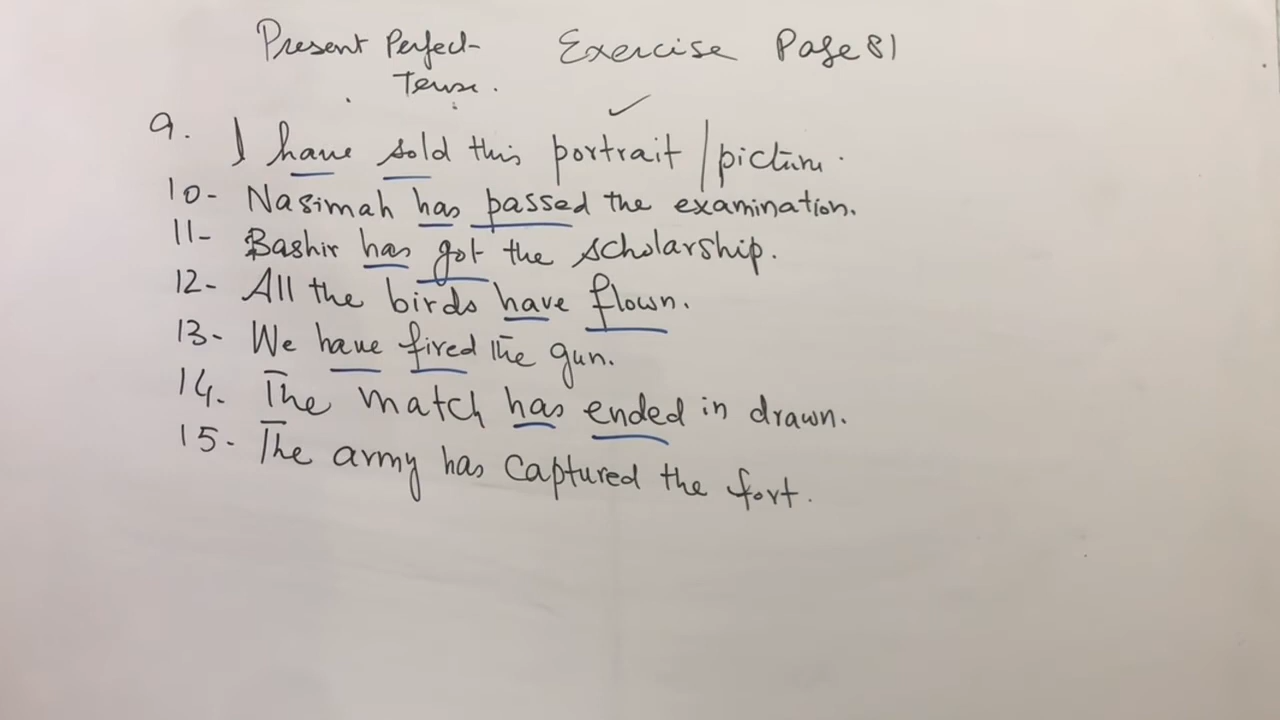 Present Perfect Exercise Page 81
Tense.
9. I have sold this portrait / picture.
10- Nasimah has passed the examination.
11- Bashir has got the scholarship.
12- All the birds have flown.
13- We have fired the gun.
14. The match has ended in drawn.
15- The army has captured the fort.